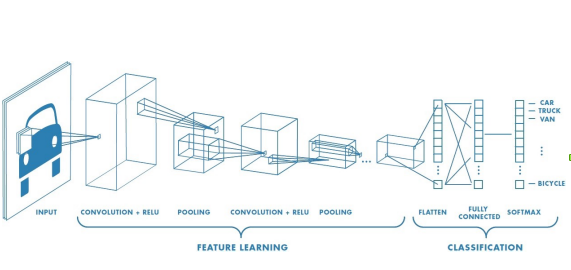 CAR
TRUCK
VAN
BICYCLE
INPUT
CONVOLUTION + RELU
POOLING
CONVOLUTION + RELU
POOLING
FLATTEN
FULLY
CONNECTED
SOFTMAX
FEATURE LEARNING
CLASSIFICATION